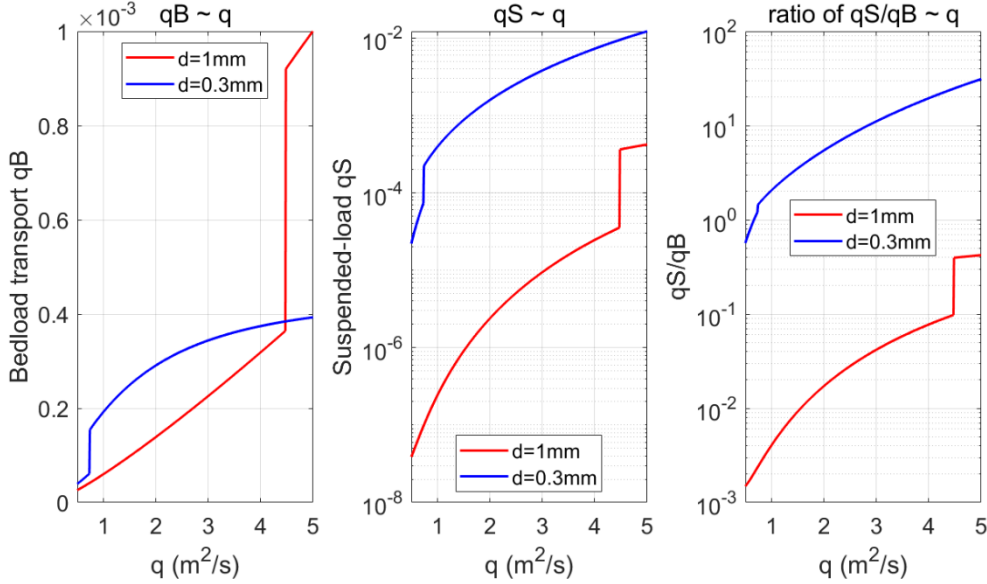 ×10⁻³
qB ~ q
Bedload transport qB
1
0.8
0.6
0.4
0.2
0
1 2 3 4 5
q (m²/s)
d=1mm
d=0.3mm
qS ~ q
Suspended-load qS
10⁻²
10⁻⁴
10⁻⁶
10⁻⁸
1 2 3 4 5
q (m²/s)
d=1mm
d=0.3mm
ratio of qS/qB ~ q
qS/qB
10²
10¹
10⁰
10⁻¹
10⁻²
10⁻³
1 2 3 4 5
q (m²/s)
d=1mm
d=0.3mm